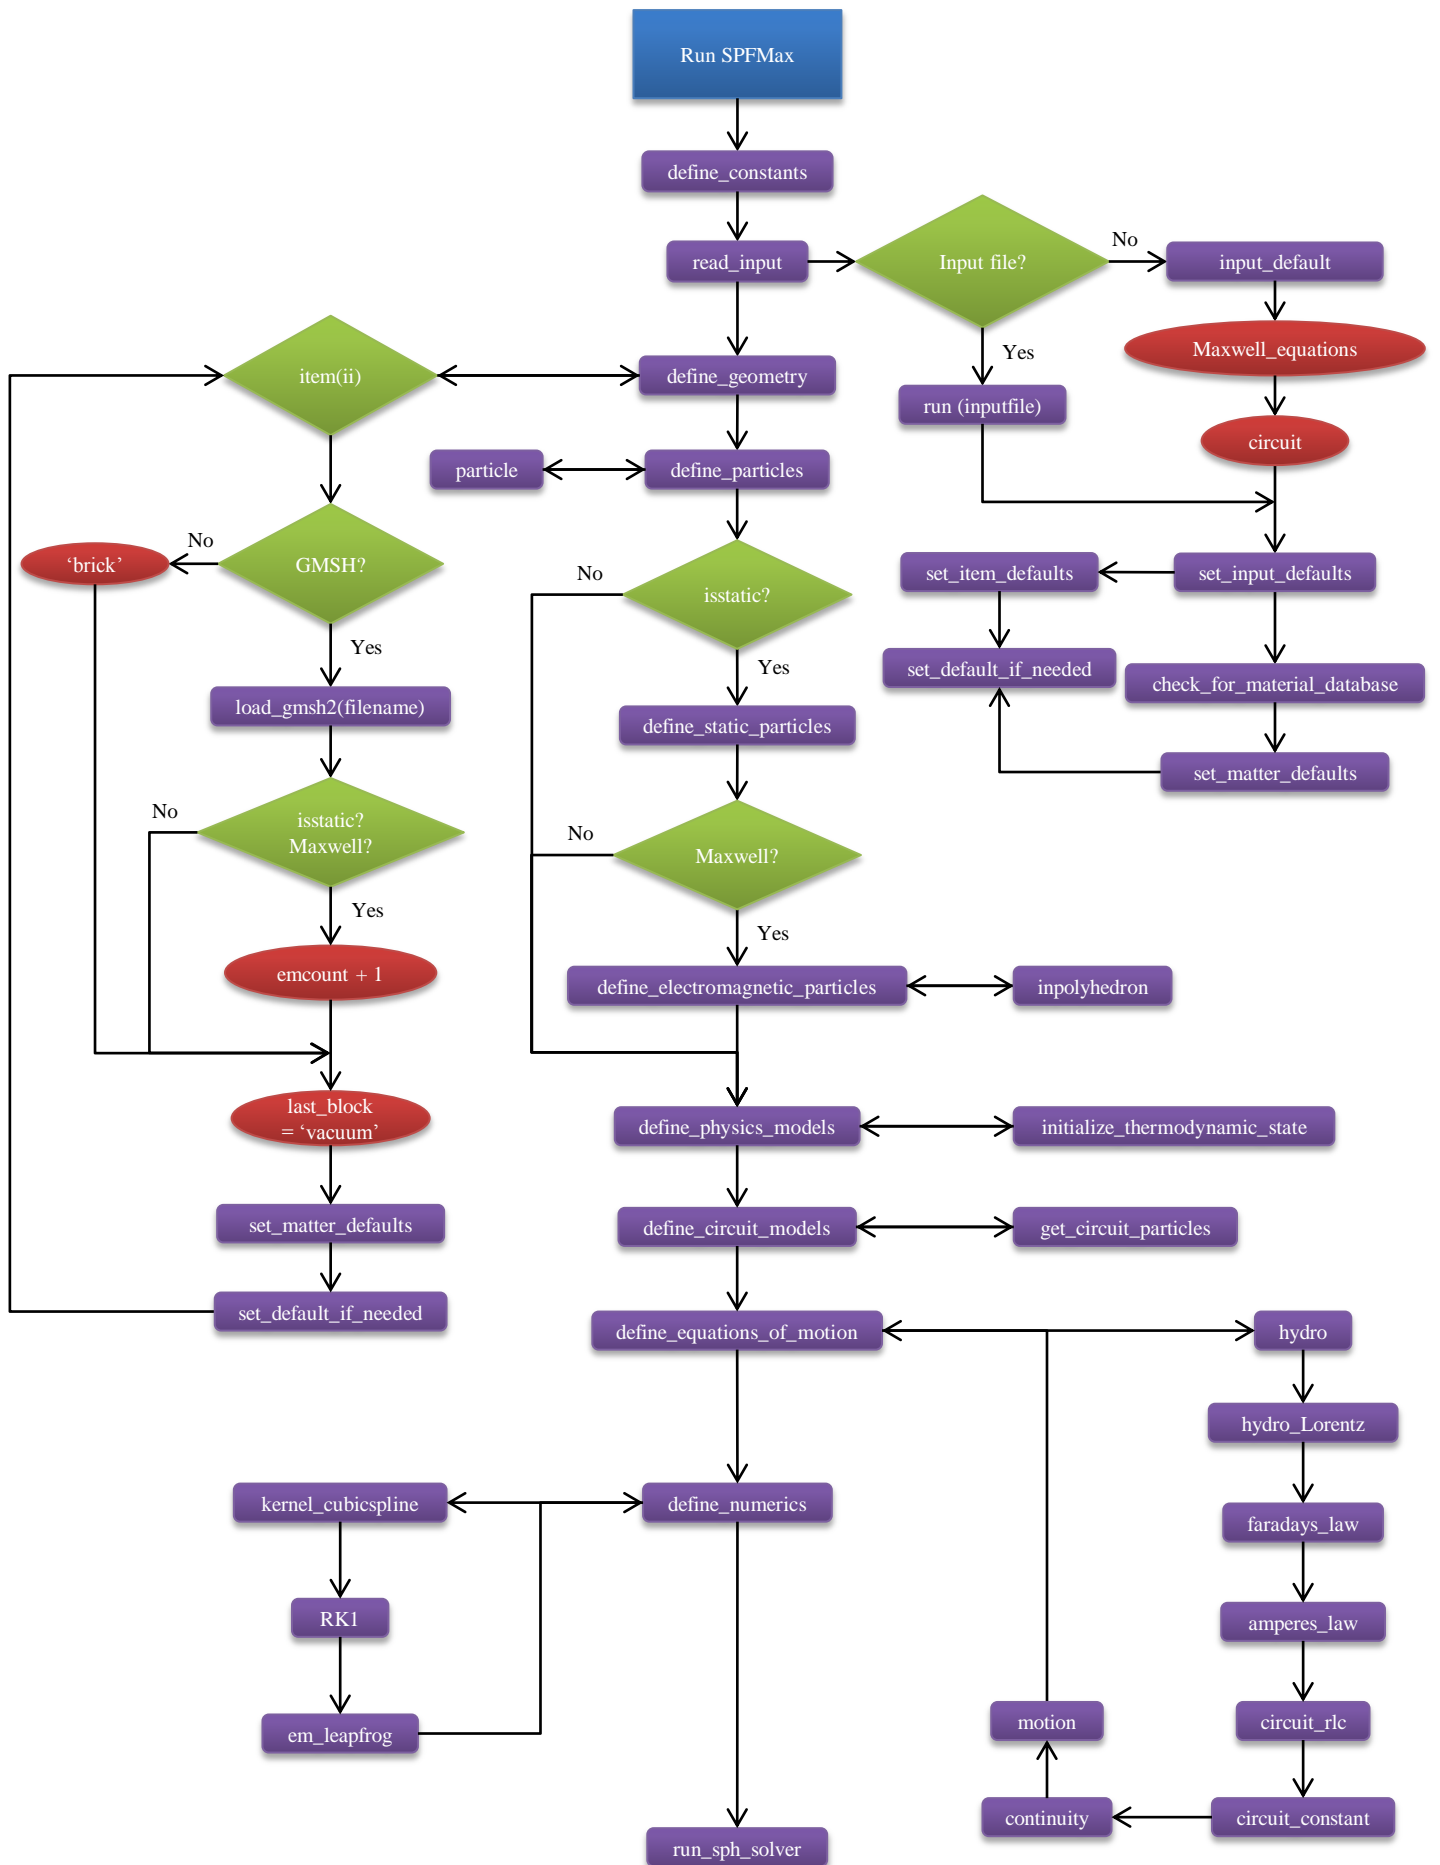 Run SPFMax
define_constants
read_input
Input file?
No
input_default
Yes
Maxwell_equations
item(ii)
define_geometry
run (inputfile)
circuit
particle
define_particles
No
‘brick’
GMSH?
No
isstatic?
set_item_defaults
set_input_defaults
Yes
Yes
set_default_if_needed
check_for_material_database
load_gmsh2(filename)
define_static_particles
set_matter_defaults
No
isstatic?
Maxwell?
No
Maxwell?
Yes
Yes
emcount + 1
define_electromagnetic_particles
inpolyhedron
last_block
= ‘vacuum’
define_physics_models
initialize_thermodynamic_state
set_matter_defaults
define_circuit_models
get_circuit_particles
set_default_if_needed
define_equations_of_motion
hydro
hydro_Lorentz
kernel_cubicspline
define_numerics
faradays_law
RK1
amperes_law
em_leapfrog
motion
circuit_rlc
continuity
circuit_constant
run_sph_solver